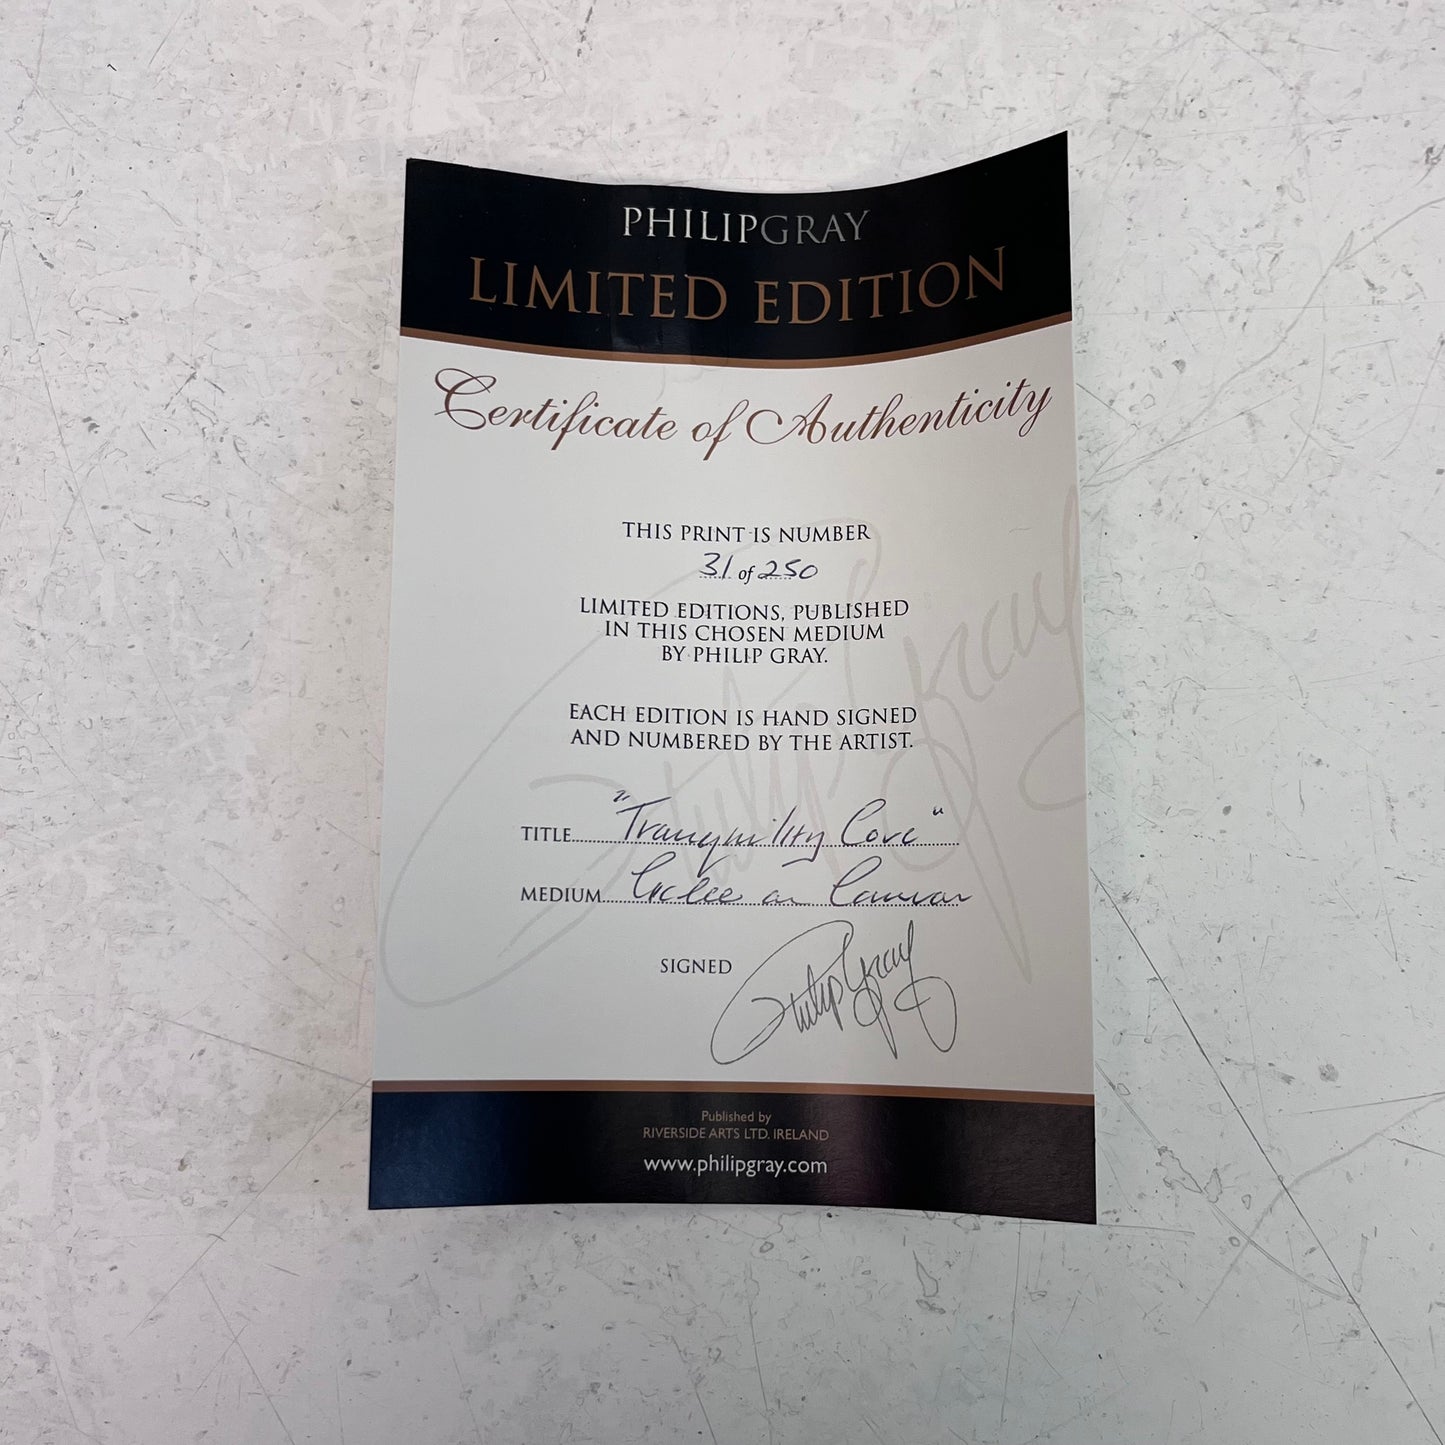 PHILIPGRAY
LIMITED EDITION
Certificate of Authenticity
THIS PRINT IS NUMBER
31 of 250
LIMITED EDITIONS, PUBLISHED
IN THIS CHOSEN MEDIUM
BY PHILIP GRAY.
EACH EDITION IS HAND SIGNED
AND NUMBERED BY THE ARTIST.
TITLE "Tranquility Cove"
MEDIUM Giclee on Canvas
SIGNED Philip Gray
Published by
RIVERSIDE ARTS LTD. IRELAND
www.philipgray.com